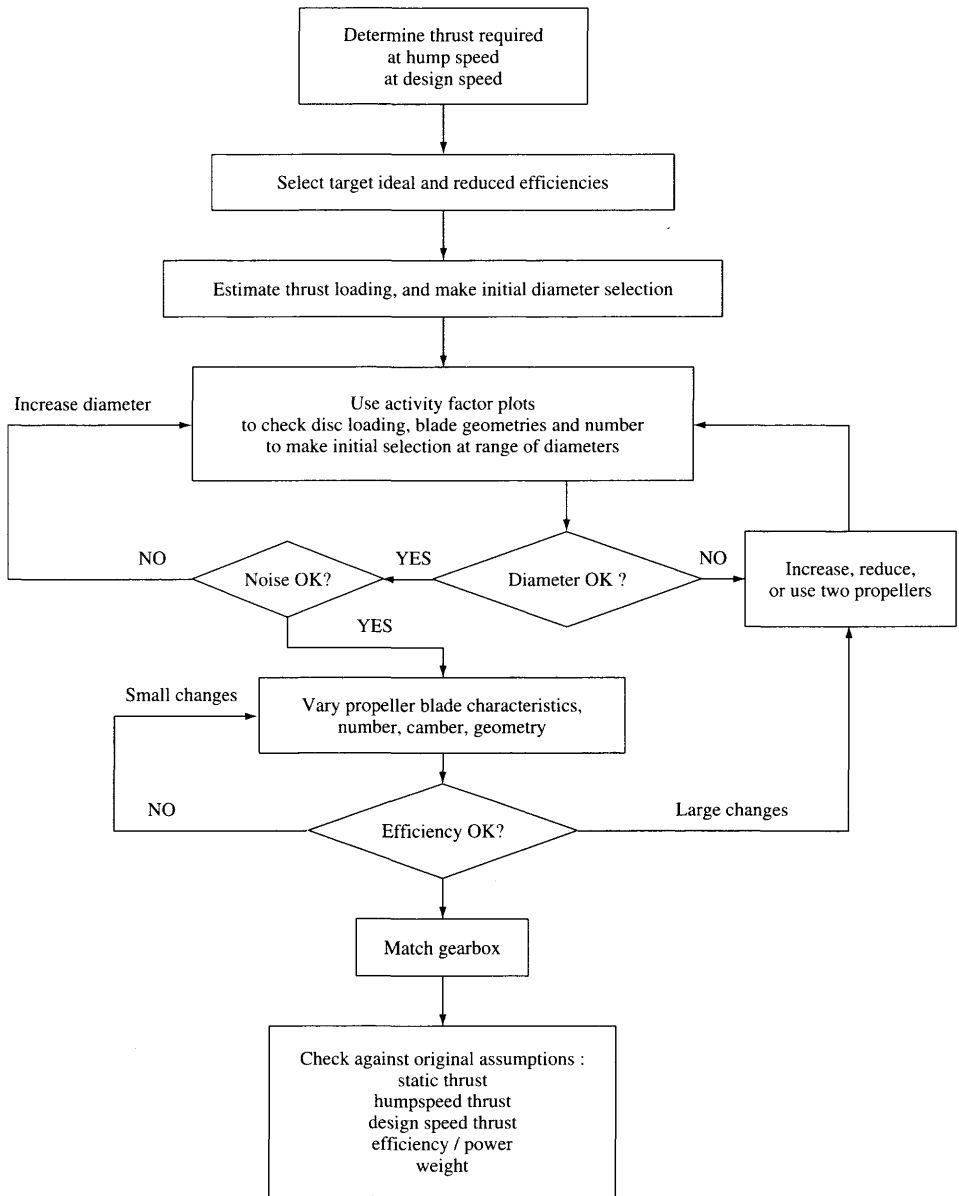 Determine thrust required
at hump speed
at design speed
Select target ideal and reduced efficiencies
Estimate thrust loading, and make initial diameter selection
Increase diameter
Use activity factor plots
to check disc loading, blade geometries and number
to make initial selection at range of diameters
NO
Noise OK?
YES
Diameter OK ?
NO
Increase, reduce,
or use two propellers
YES
Small changes
Vary propeller blade characteristics,
number, camber, geometry
NO
Efficiency OK?
Large changes
Match gearbox
Check against original assumptions :
static thrust
humpspeed thrust
design speed thrust
efficiency / power
weight